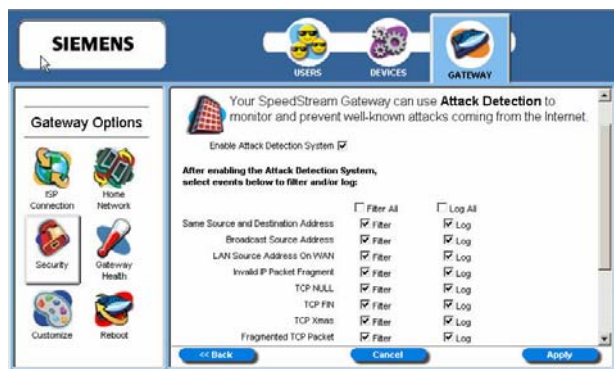 SIEMENS
USERS
DEVICES
GATEWAY
Gateway Options
ISP Connection
Home Network
Security
Gateway Health
Customize
Reboot
Your SpeedStream Gateway can use Attack Detection to
monitor and prevent well-known attacks coming from the Internet.
Enable Attack Detection System
After enabling the Attack Detection System,
select events below to filter and/or log:
Filter All Log All
Same Source and Destination Address Filter Log
Broadcast Source Address Filter Log
LAN Source Address On WAN Filter Log
Invalid IP Packet Fragment Filter Log
TCP NULL Filter Log
TCP FIN Filter Log
TCP Xmas Filter Log
Fragmented TCP Packet Filter Log
<< Back Cancel Apply